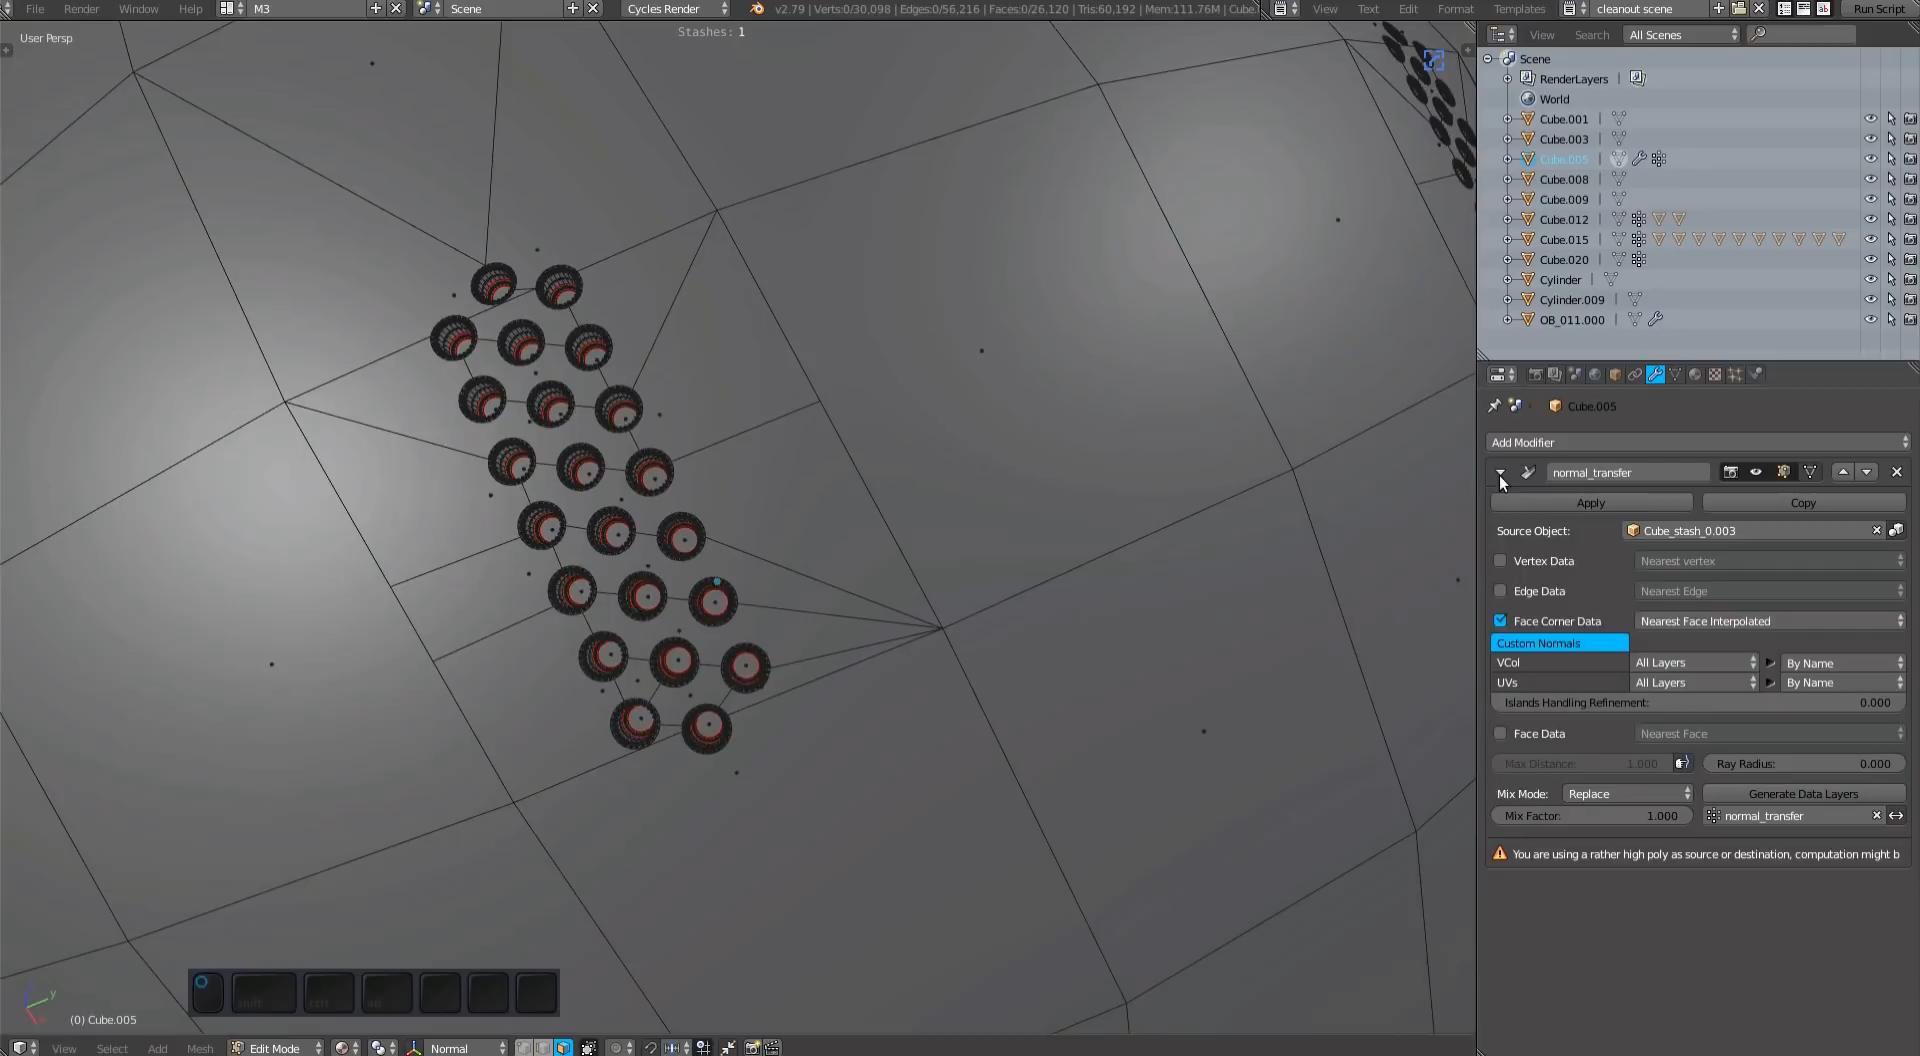 File Render Window Help M3 Scene Cycles Render v2.79 | Verts:0/30,098 | Edges:0/56,216 | Faces:0/26,120 | Tris:60,192 | Mem:111.76M | Cube. View Text Edit Format Templates cleanout scene Run Script
User Persp
Stashes: 1
View Search All Scenes
Scene
RenderLayers
World
Cube.001
Cube.003
Cube.005
Cube.008
Cube.009
Cube.012
Cube.015
Cube.020
Cylinder
Cylinder.009
OB_011.000
Cube.005
Add Modifier
normal_transfer
Apply Copy
Source Object: Cube_stash_0.003
Vertex Data Nearest vertex
Edge Data Nearest Edge
Face Corner Data Nearest Face Interpolated
Custom Normals
VCol All Layers By Name
UVs All Layers By Name
Islands Handling Refinement: 0.000
Face Data Nearest Face
Max Distance: 1.000 Ray Radius: 0.000
Mix Mode: Replace Generate Data Layers
Mix Factor: 1.000 normal_transfer
You are using a rather high poly as source or destination, computation might b
shift ctrl alt
y
(0) Cube.005
View Select Add Mesh Edit Mode Normal